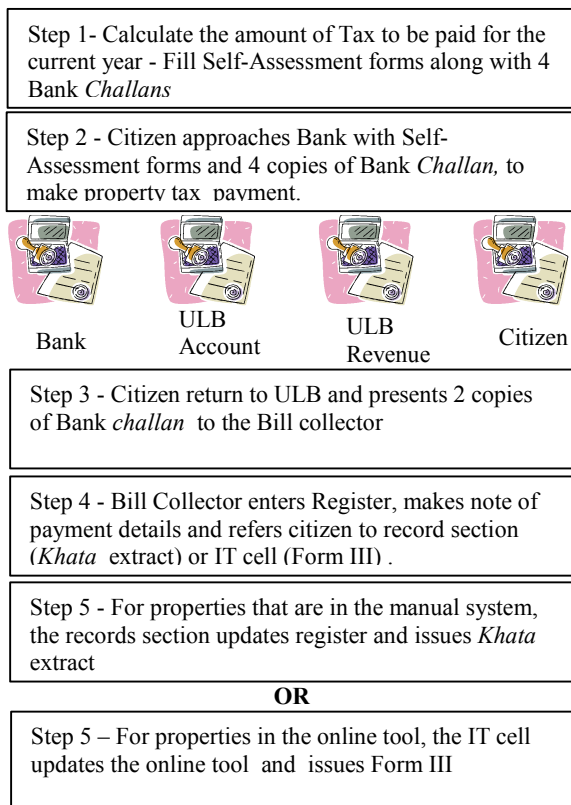 Step 1- Calculate the amount of Tax to be paid for the
current year - Fill Self-Assessment forms along with 4
Bank Challans
Step 2 - Citizen approaches Bank with Self-
Assessment forms and 4 copies of Bank Challan, to
make property tax payment.
Bank
ULB
Account
ULB
Revenue
Citizen
Step 3 - Citizen return to ULB and presents 2 copies
of Bank challan to the Bill collector
Step 4 - Bill Collector enters Register, makes note of
payment details and refers citizen to record section
(Khata extract) or IT cell (Form III) .
Step 5 - For properties that are in the manual system,
the records section updates register and issues Khata
extract
OR
Step 5 – For properties in the online tool, the IT cell
updates the online tool and issues Form III